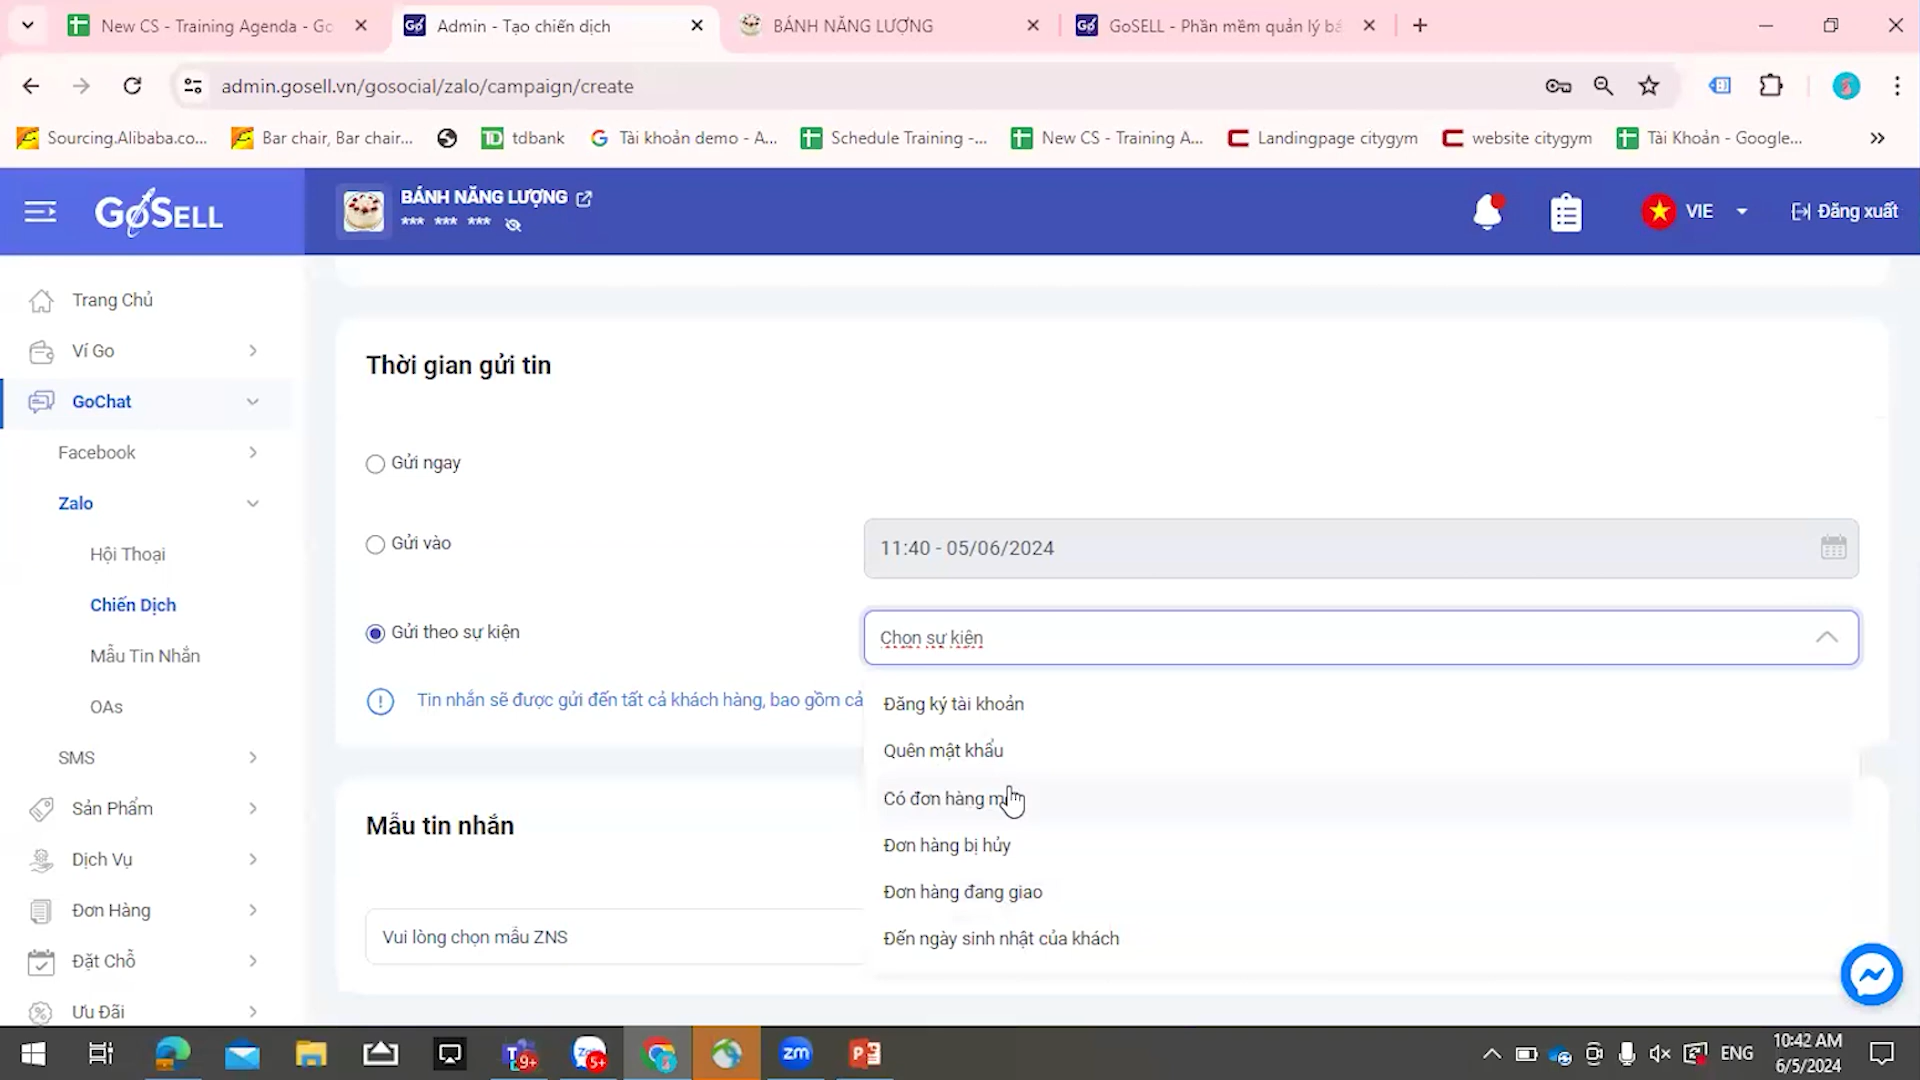 New CS - Training Agenda - Go
Admin - Tạo chiến dịch
BÁNH NĂNG LƯỢNG
GoSELL - Phần mềm quản lý bá
admin.gosell.vn/gosocial/zalo/campaign/create
Sourcing.Alibaba.co...
Bar chair, Bar chair...
tdbank
Tài khoản demo - A...
Schedule Training -...
New CS - Training A...
Landingpage citygym
website citygym
Tài Khoản - Google...
GOSELL
BÁNH NĂNG LƯỢNG
*** *** ***
VIE
Đăng xuất
Trang Chủ
Ví Go
GoChat
Facebook
Zalo
Hội Thoại
Chiến Dịch
Mẫu Tin Nhắn
OAs
SMS
Sản Phẩm
Dịch Vụ
Đơn Hàng
Đặt Chỗ
Ưu Đãi
Thời gian gửi tin
Gửi ngay
Gửi vào
11:40 - 05/06/2024
Gửi theo sự kiện
Chọn sự kiện
Tin nhắn sẽ được gửi đến tất cả khách hàng, bao gồm cả
Đăng ký tài khoản
Quên mật khẩu
Có đơn hàng
Đơn hàng bị hủy
Đơn hàng đang giao
Đến ngày sinh nhật của khách
Mẫu tin nhắn
Vui lòng chọn mẫu ZNS
9+
5+
zm
ENG
10:42 AM
6/5/2024